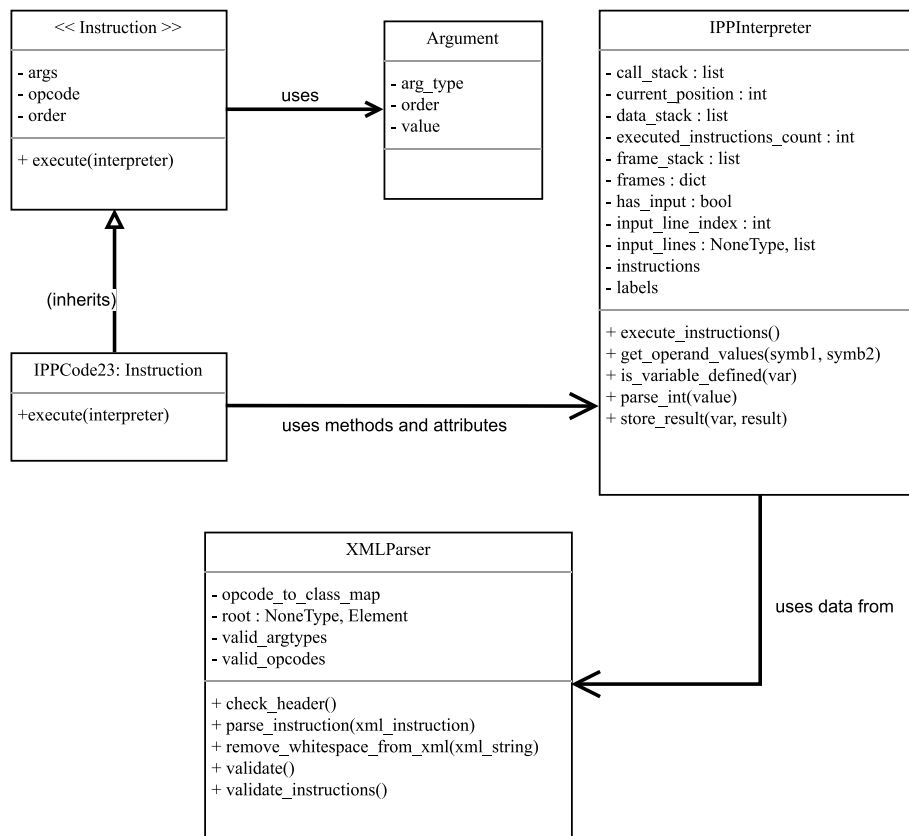 << Instruction >>
- args
- opcode
- order
+ execute(interpreter)
uses
Argument
- arg_type
- order
- value
IPPInterpreter
- call_stack : list
- current_position : int
- data_stack : list
- executed_instructions_count : int
- frame_stack : list
- frames : dict
- has_input : bool
- input_line_index : int
- input_lines : NoneType, list
- instructions
- labels
+ execute_instructions()
+ get_operand_values(symb1, symb2)
+ is_variable_defined(var)
+ parse_int(value)
+ store_result(var, result)
(inherits)
IPPCode23: Instruction
+execute(interpreter)
uses methods and attributes
uses data from
XMLParser
- opcode_to_class_map
- root : NoneType, Element
- valid_argtypes
- valid_opcodes
+ check_header()
+ parse_instruction(xml_instruction)
+ remove_whitespace_from_xml(xml_string)
+ validate()
+ validate_instructions()